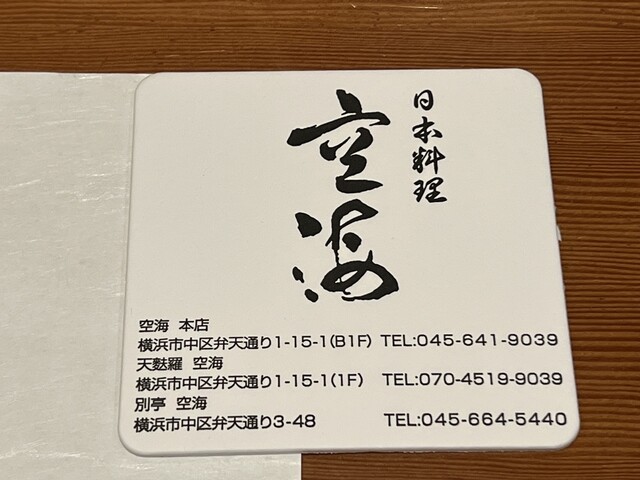 日本料理
空海
空海 本店
横浜市中区弁天通り1-15-1(B1F) TEL:045-641-9039
天麩羅 空海
横浜市中区弁天通り1-15-1(1F) TEL:070-4519-9039
別亭 空海
横浜市中区弁天通り3-48 TEL:045-664-5440